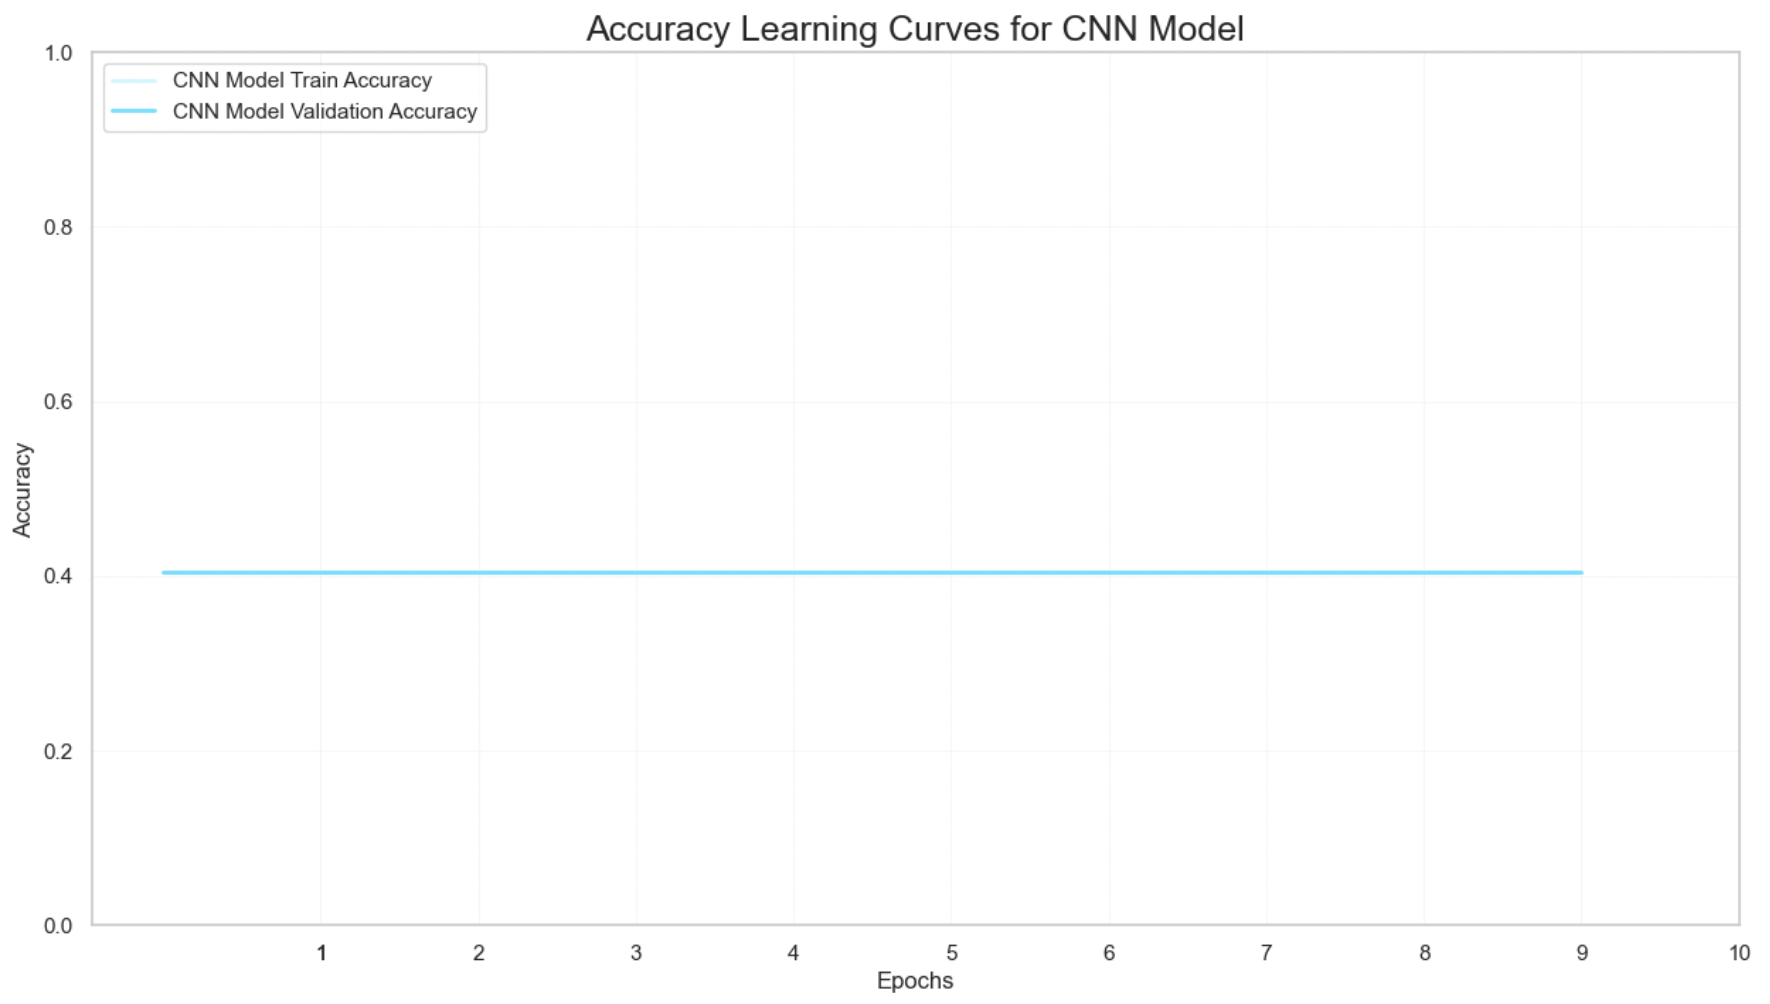 Accuracy Learning Curves for CNN Model
1.0
CNN Model Train Accuracy
CNN Model Validation Accuracy
0.8
0.6
Accuracy
0.4
0.2
0.0
1 2 3 4 5 6 7 8 9 10
Epochs